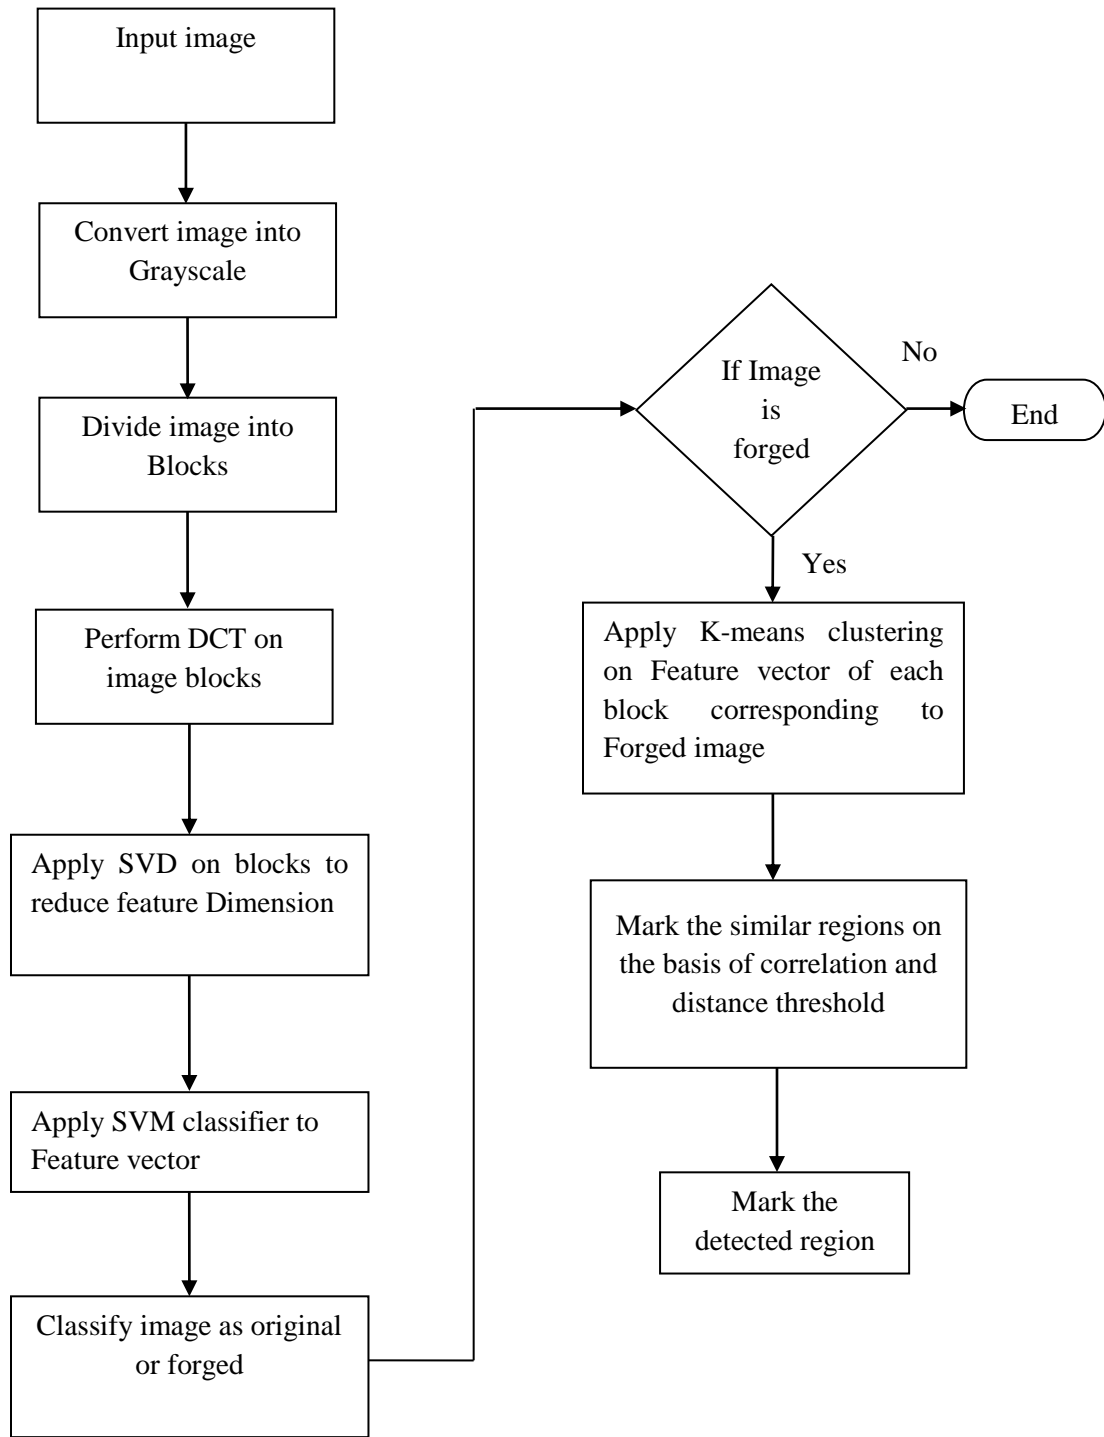 Input image
Convert image into
Grayscale
Divide image into
Blocks
Perform DCT on
image blocks
Apply SVD on blocks to
reduce feature Dimension
Apply SVM classifier to
Feature vector
Classify image as original
or forged
If Image
is
forged
No
End
Yes
Apply K-means clustering
on Feature vector of each
block corresponding to
Forged image
Mark the similar regions on
the basis of correlation and
distance threshold
Mark the
detected region